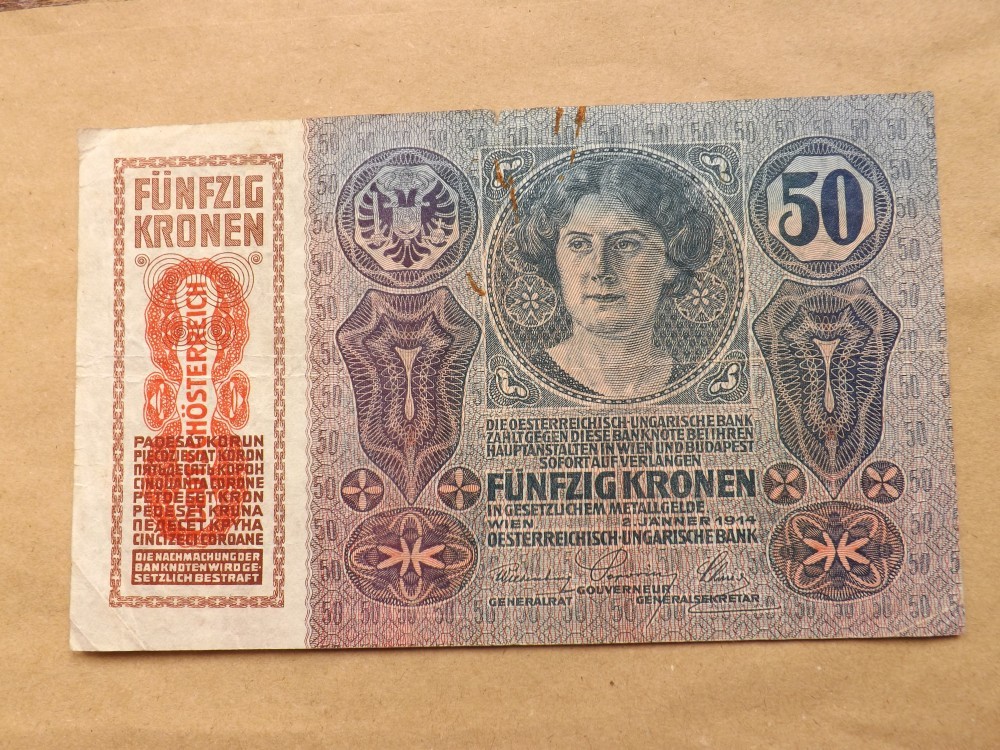 FÜNFZIG
KRONEN
HÖSTERREICH
PADESÁT KORUN
PIĘĆDZIESIĄT KORON
ПЯТЬДЕСЯТЬ КОРОН
CINQUANTA CORONE
PETDESET KRON
PEDESET KRUNA
ПЕДЕСЕТ КРУНА
CINCIZECI COROANE
DIE NACHMACHUNG DER
BANKNOTEN WIRD GE-
SETZLICH BESTRAFT
50
DIE OESTERREICHISCH-UNGARISCHE BANK
ZAHLT GEGEN DIESE BANKNOTE BEI IHREN
HAUPTANSTALTEN IN WIEN UND BUDAPEST
SOFORT AUF VERLANGEN
FÜNFZIG KRONEN
IN GESETZLICHEM METALLGELDE
WIEN 2. JÄNNER 1914
OESTERREICHISCH-UNGARISCHE BANK
GENERALRAT GOUVERNEUR GENERALSEKRETÄR